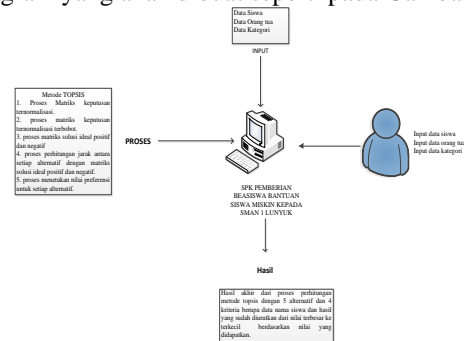 Data Siswa
Data Orang tua
Data Kategori
INPUT
Metode TOPSIS
1. Proses Matriks keputusan
ternormalisasi.
2. proses matriks keputusan
ternormalisasi terbobot.
3. proses matriks solusi ideal positif
dan negatif
4. proses perhitungan jarak antara
setiap alternatif dengan matriks
solusi ideal positif dan negatif.
5. proses menetukan nilai preferensi
untuk setiap alternatif.
PROSES
Input data siswa
Input data orang tua
Input data kategori
SPK PEMBERIAN
BEASISWA BANTUAN
SISWA MISKIN KEPADA
SMAN 1 LUNYUK
Hasil
Hasil akhir dari proses perhitungan
metode topsis dengan 5 alternatif dan 4
kriteria berupa data nama siswa dan hasil
yang sudah diurutkan dari nilai terbesar ke
terkecil berdasarkan nilai yang
didapatkan.